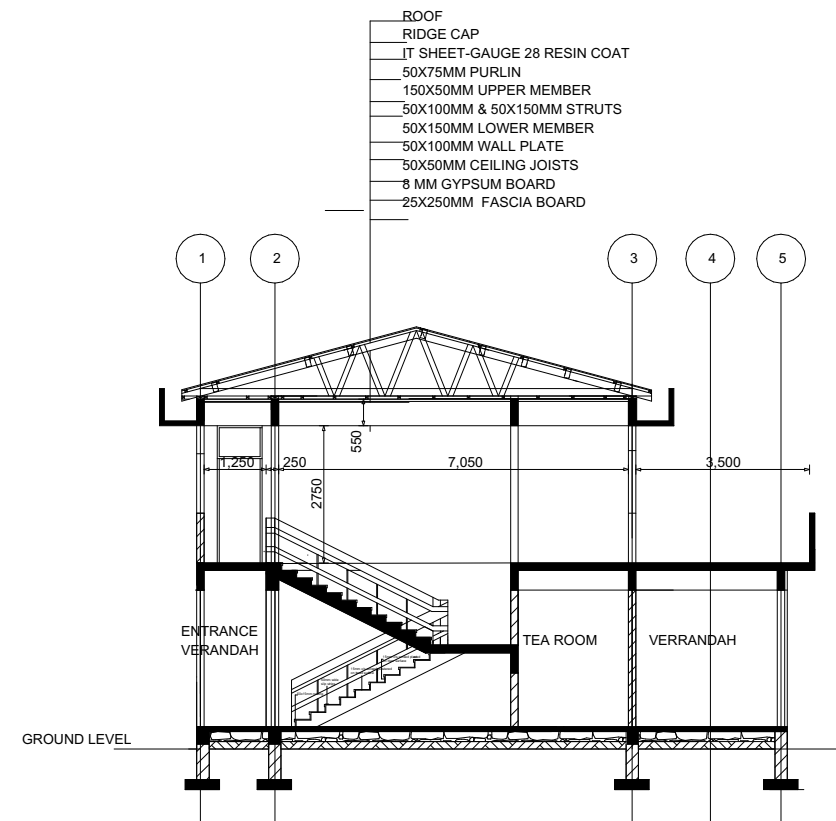 ROOF
RIDGE CAP
IT SHEET-GAUGE 28 RESIN COAT
50X75MM PURLIN
150X50MM UPPER MEMBER
50X100MM & 50X150MM STRUTS
50X150MM LOWER MEMBER
50X100MM WALL PLATE
50X50MM CEILING JOISTS
8 MM GYPSUM BOARD
25X250MM FASCIA BOARD
1 2 3 4 5
550
1,250 250 7,050 3,500
2750
ENTRANCE
VERANDAH
TEA ROOM
VERRANDAH
GROUND LEVEL